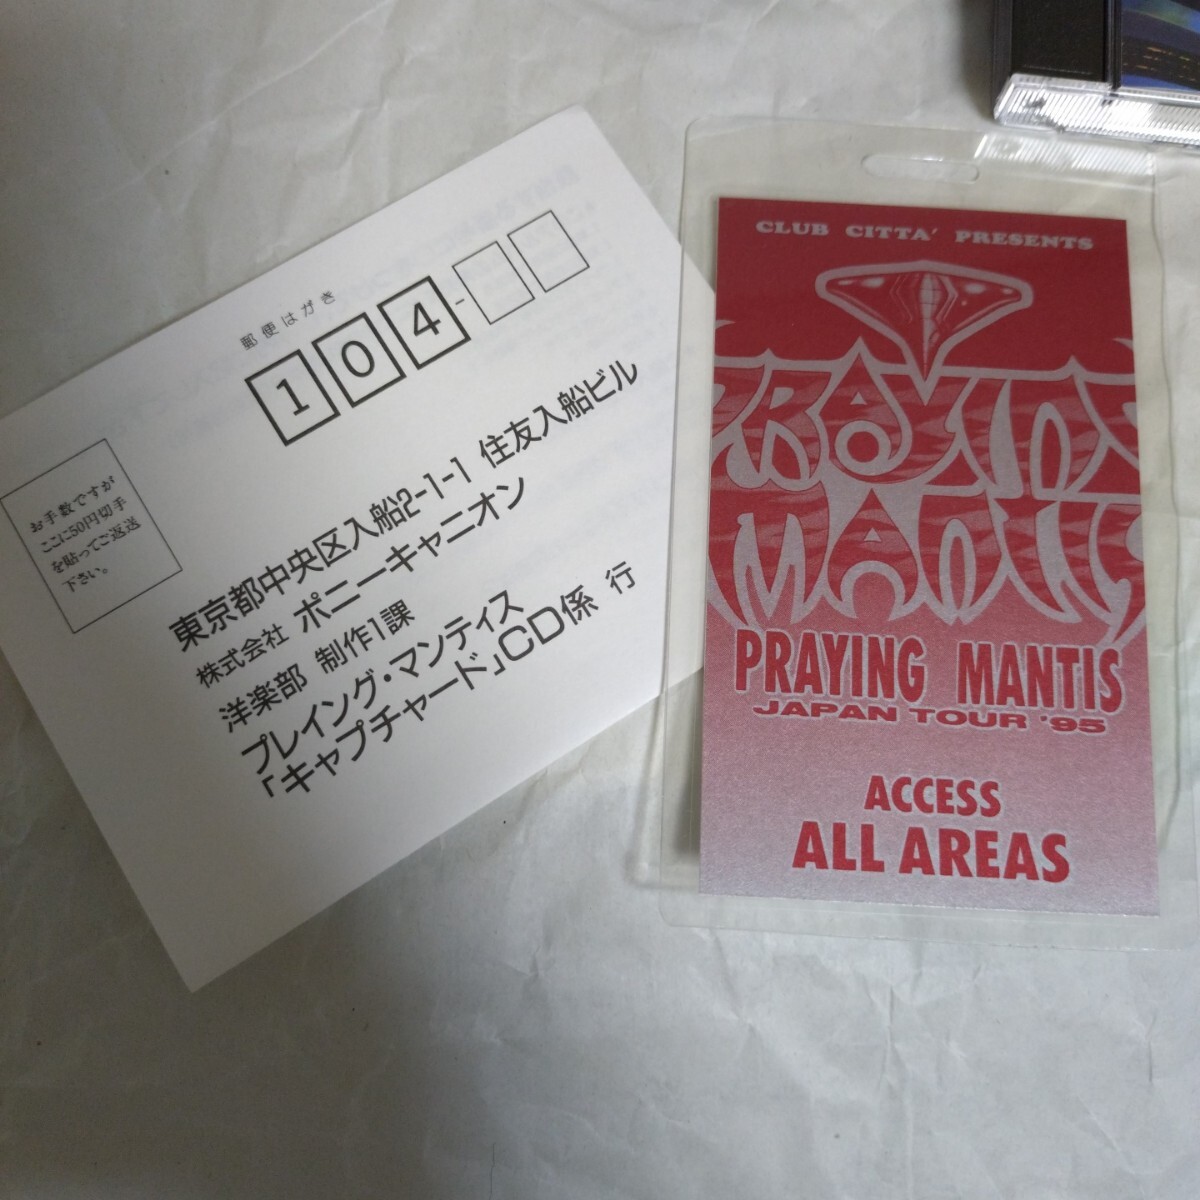 郵便はがき
104-
お手数ですが
ここに50円切手
を貼ってご返送
下さい。
東京都中央区入船2-1-1 住友入船ビル
株式会社 ポニーキャニオン
洋楽部 制作1課
プレイング・マンティス
「キャプチャード」CD係 行
CLUB CITTA' PRESENTS
PRAYING
MANTIS
PRAYING MANTIS
JAPAN TOUR '95
ACCESS
ALL AREAS